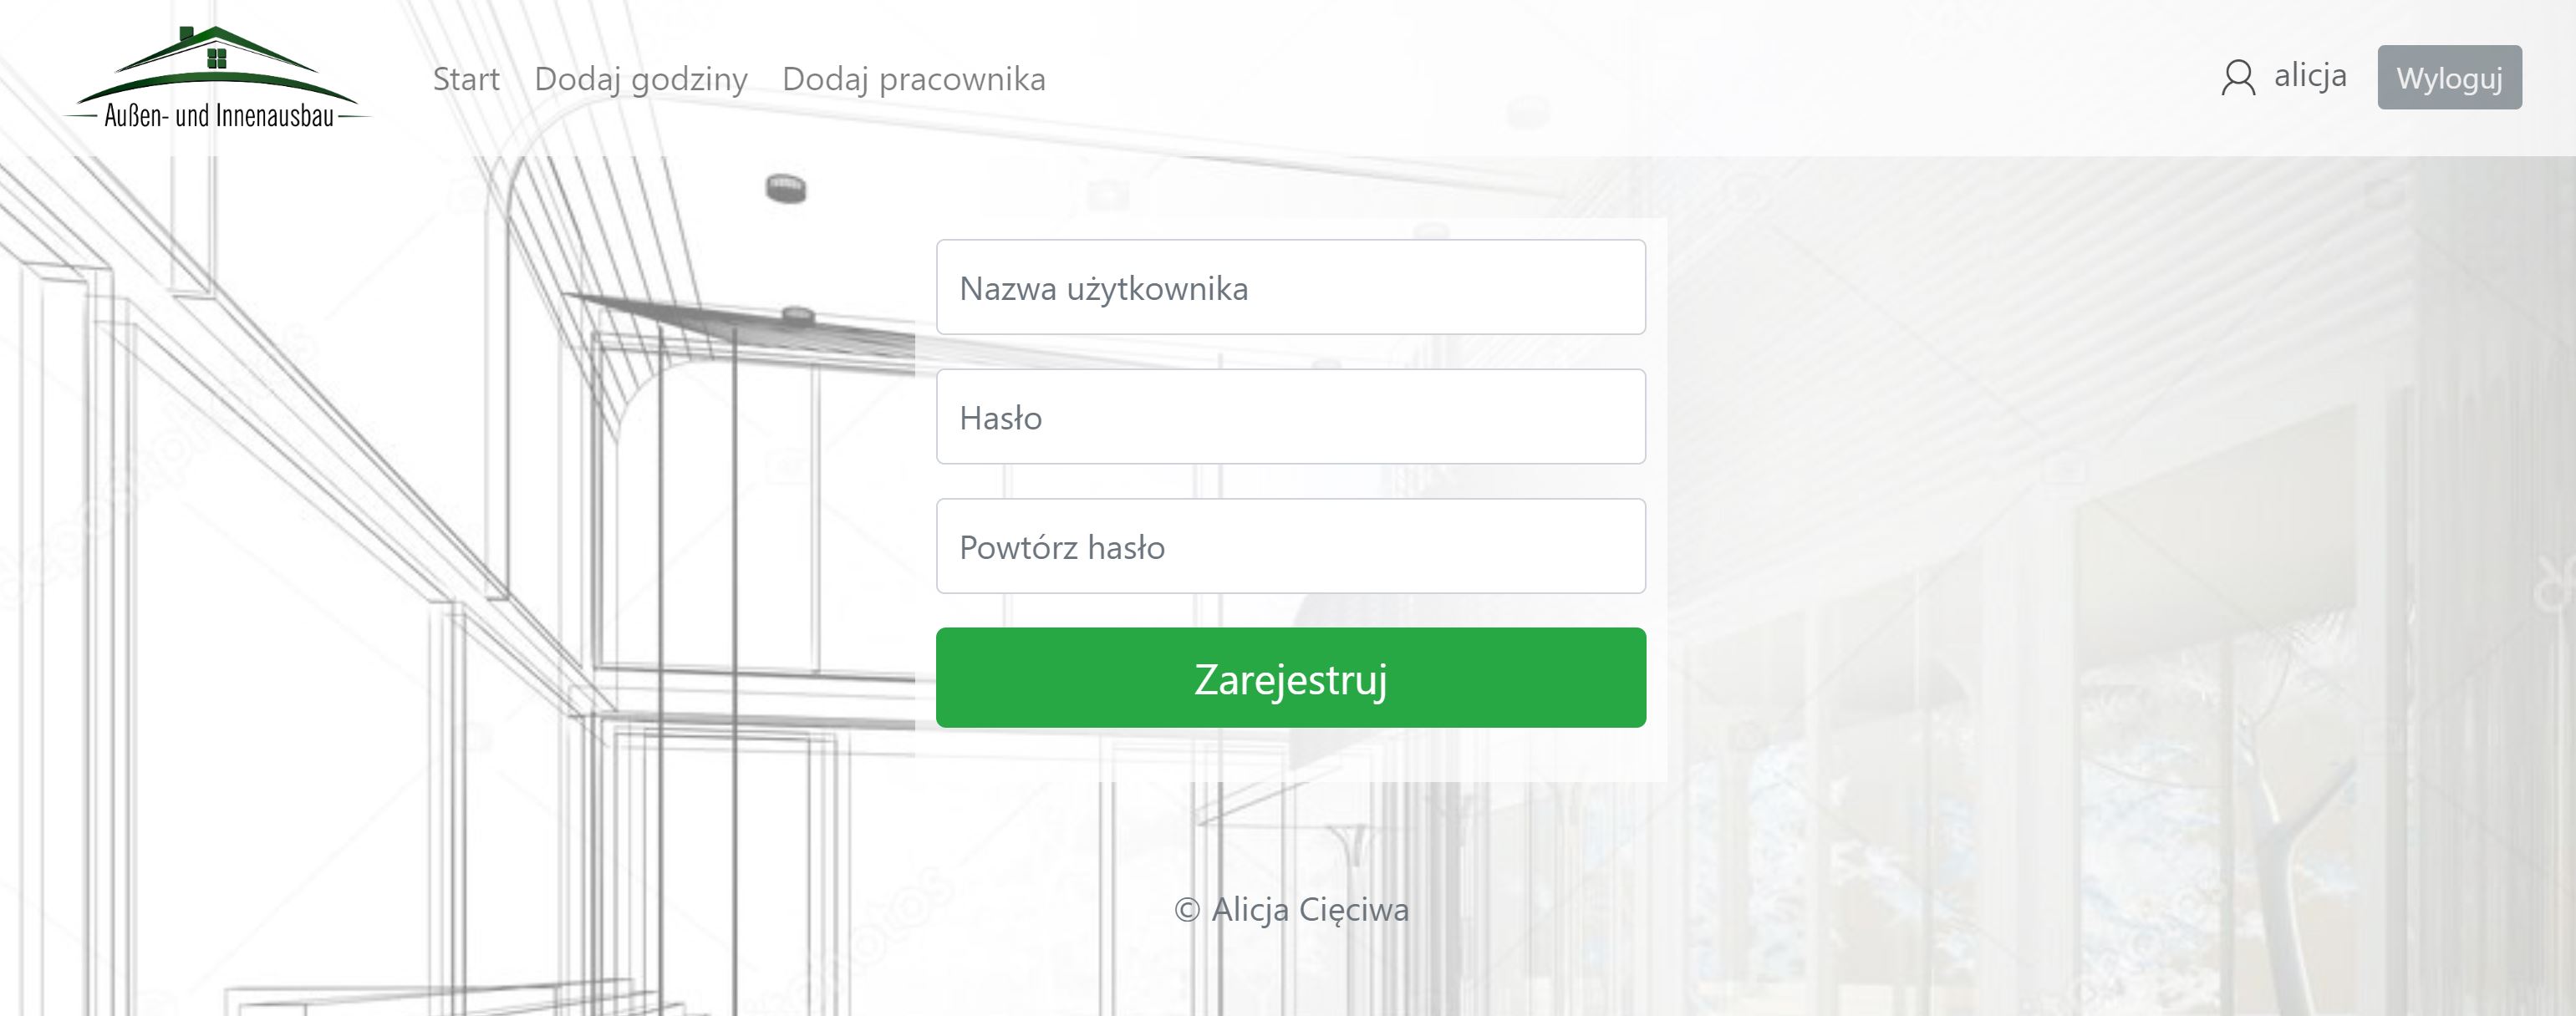 Außen- und Innenausbau
Start
Dodaj godziny
Dodaj pracownika
alicja
Wyloguj
Nazwa użytkownika
Hasło
Powtórz hasło
Zarejestruj
© Alicja Cięciwa